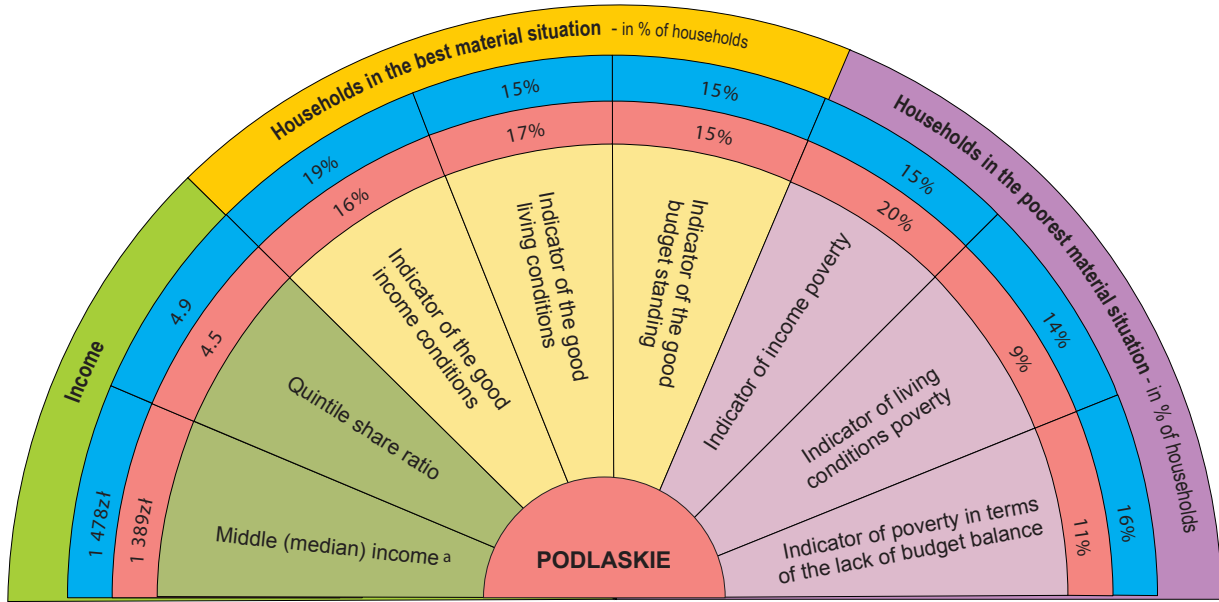 Income
Households in the best material situation - in % of households
Households in the poorest material situation - in % of households
1 478zł
4.9
19%
15%
15%
15%
14%
16%
1 389zł
4.5
16%
17%
15%
20%
9%
11%
Middle (median) income a
Quintile share ratio
Indicator of the good
income conditions
Indicator of the good
living conditions
Indicator of the good
budget standing
Indicator of income poverty
Indicator of living
conditions poverty
Indicator of poverty in terms
of the lack of budget balance
PODLASKIE